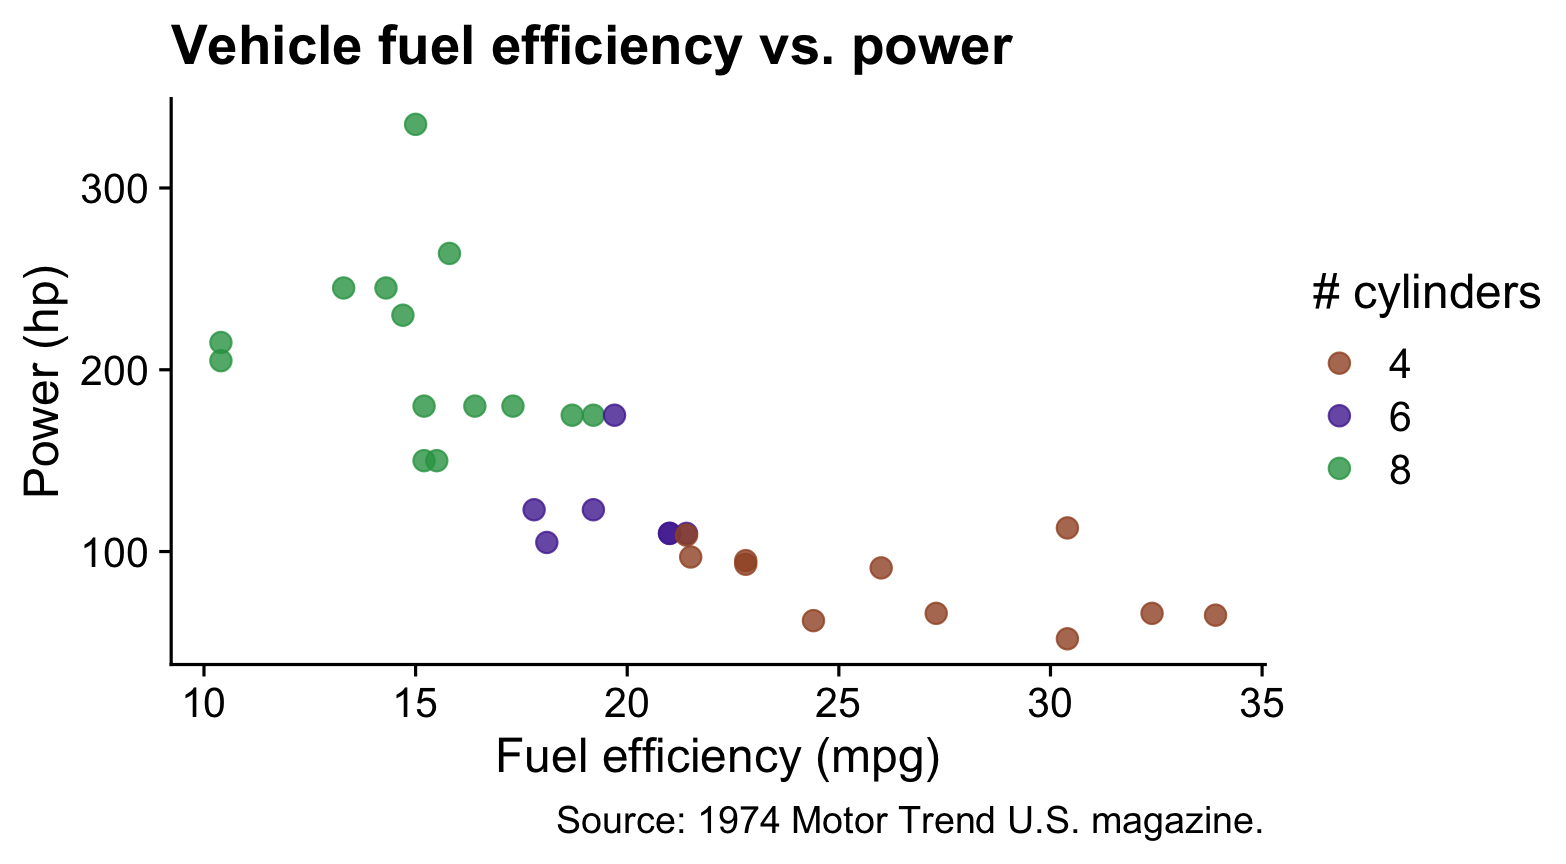 Vehicle fuel efficiency vs. power
300
200
100
Power (hp)
10 15 20 25 30 35
Fuel efficiency (mpg)
# cylinders
4
6
8
Source: 1974 Motor Trend U.S. magazine.